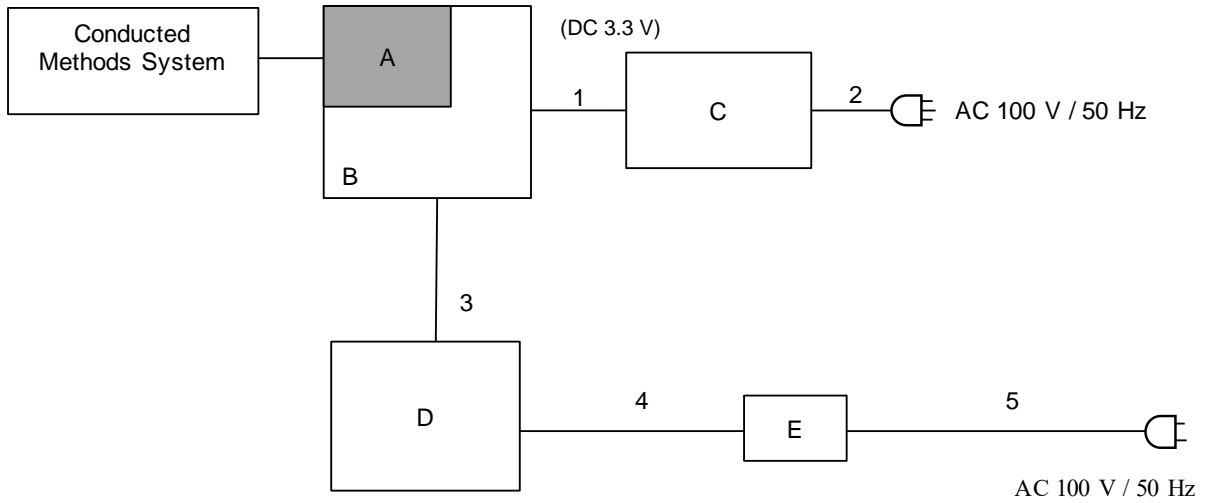 Conducted
Methods System
A
B
(DC 3.3 V)
1
C
2
AC 100 V / 50 Hz
3
D
4
E
5
AC 100 V / 50 Hz